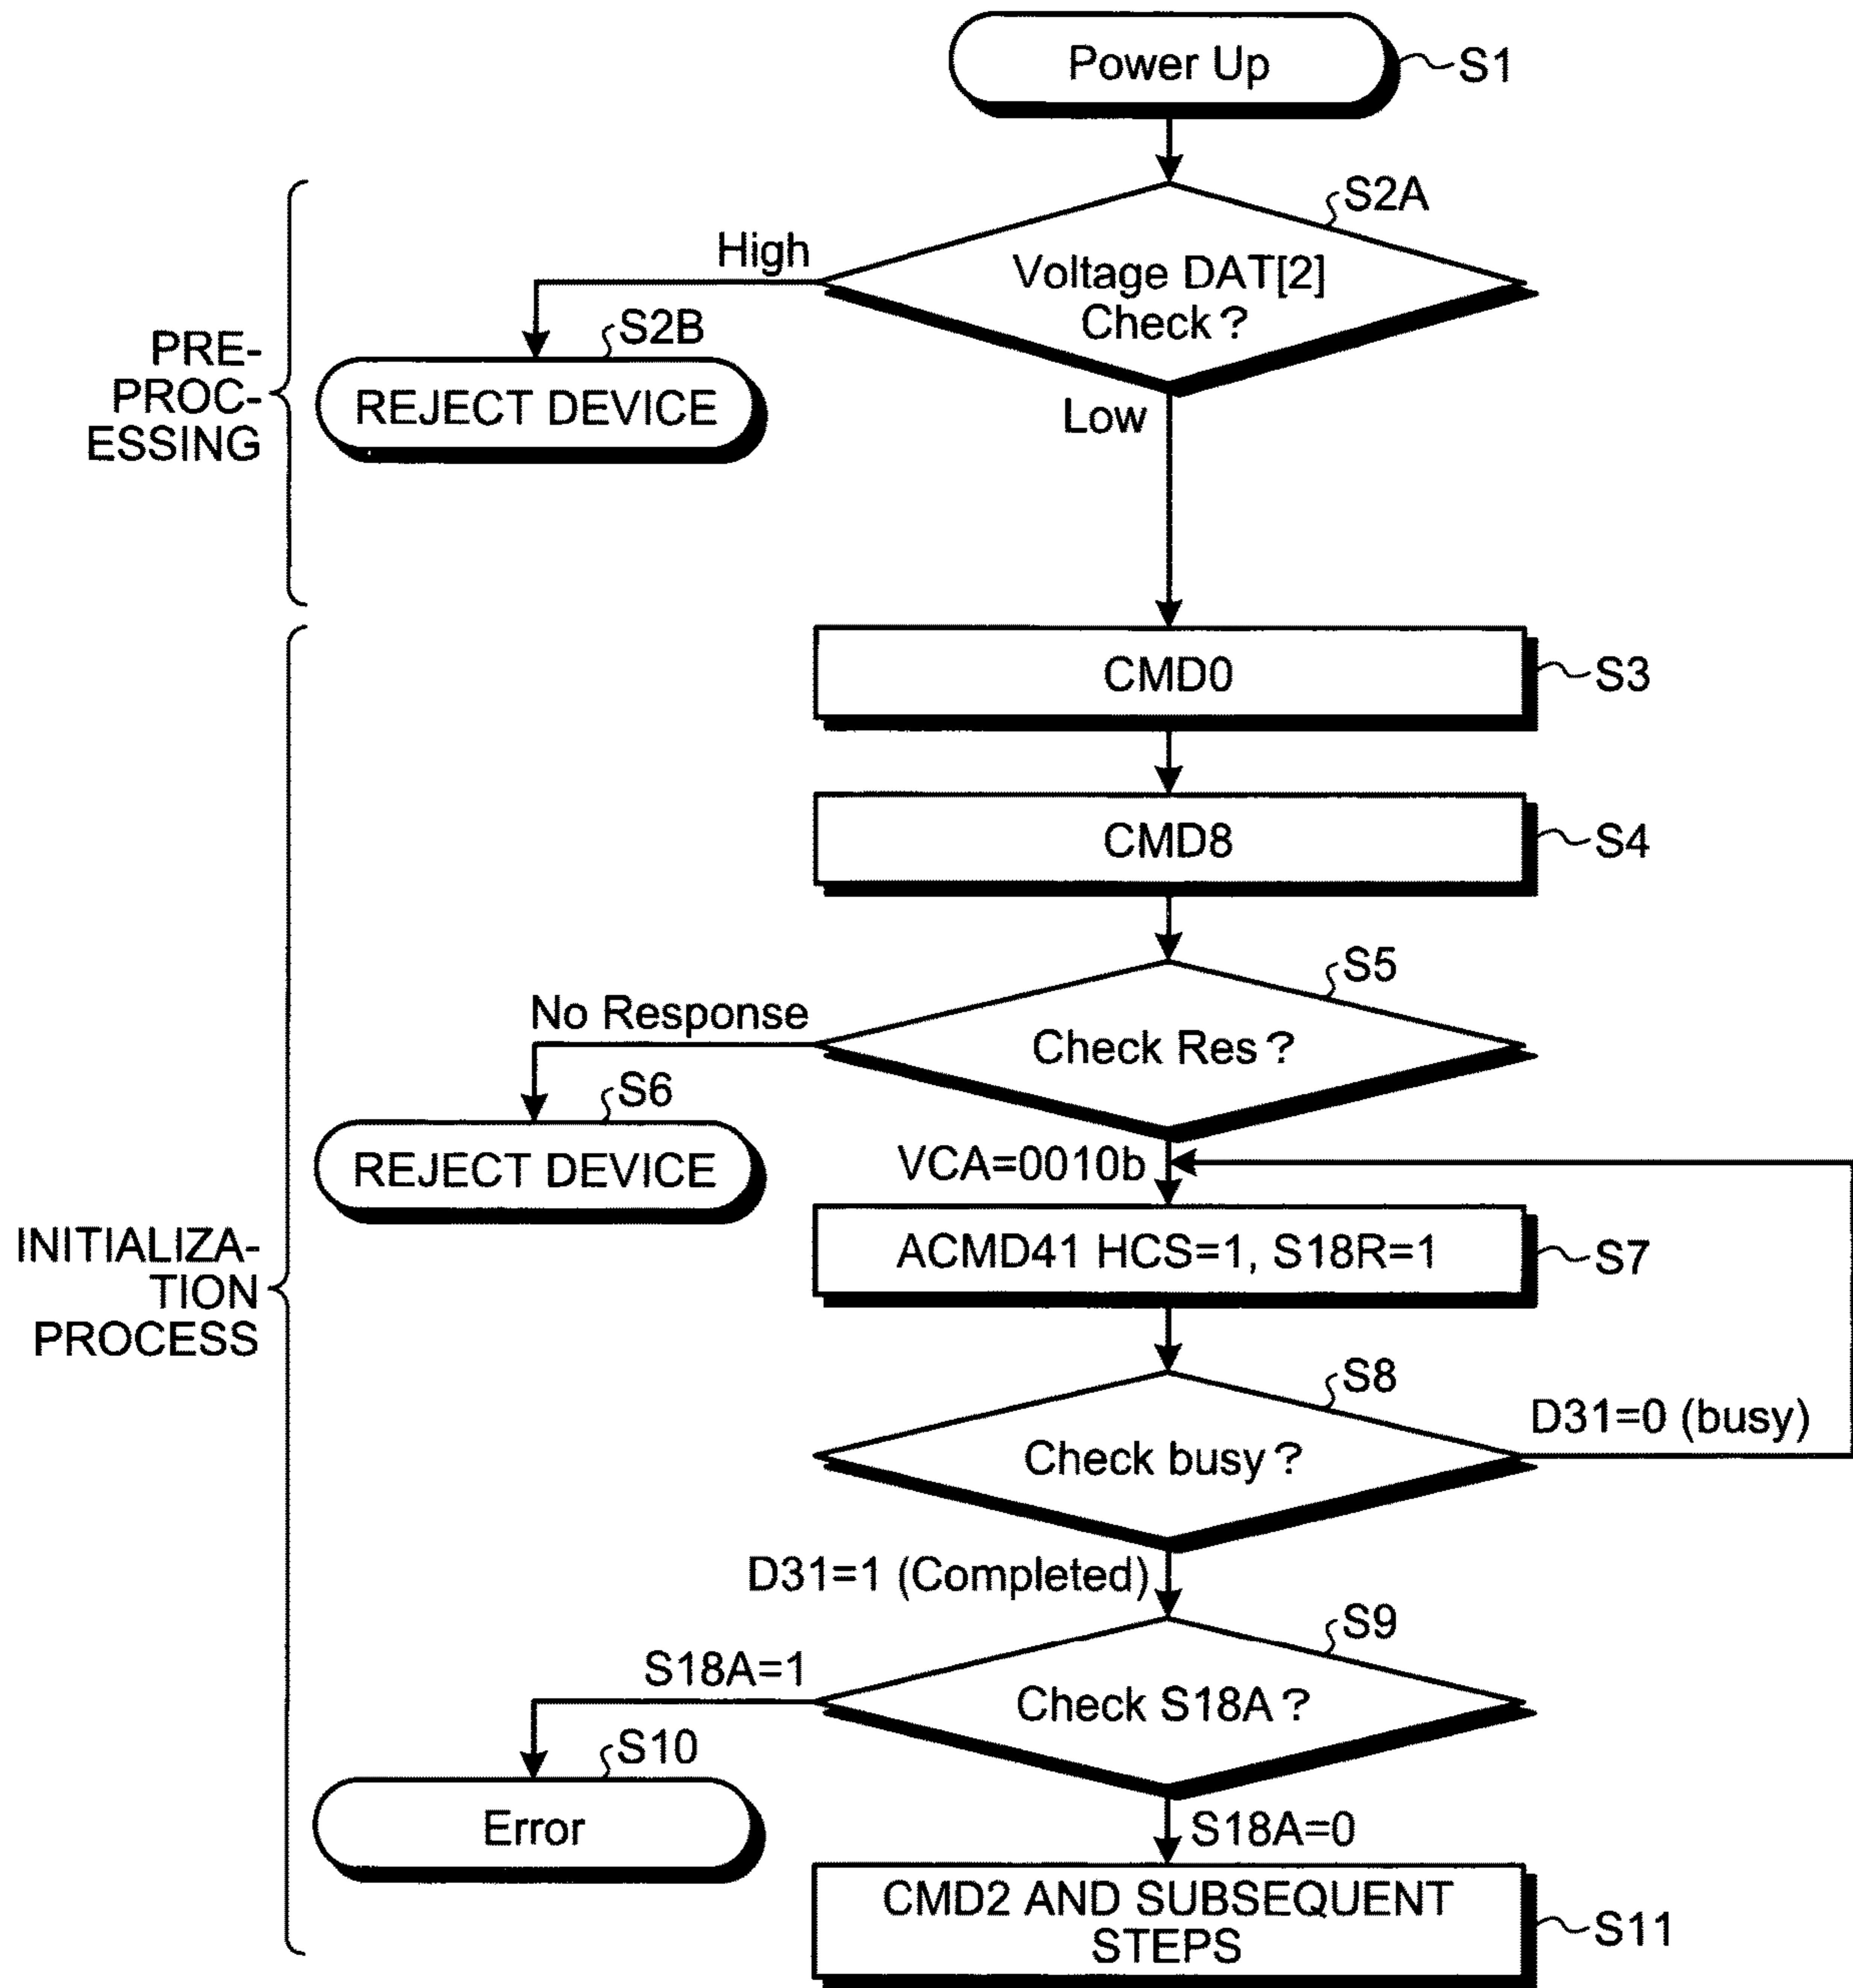 Power Up
S1
S2A
High
Voltage DAT[2]
Check ?
S2B
PRE-
PROC-
ESSING
REJECT DEVICE
Low
CMD0
S3
CMD8
S4
S5
No Response
Check Res ?
S6
REJECT DEVICE
VCA=0010b
INITIALIZA-
TION
PROCESS
ACMD41 HCS=1, S18R=1
S7
S8
D31=0 (busy)
Check busy ?
D31=1 (Completed)
S9
S18A=1
Check S18A ?
S10
Error
S18A=0
CMD2 AND SUBSEQUENT
STEPS
S11